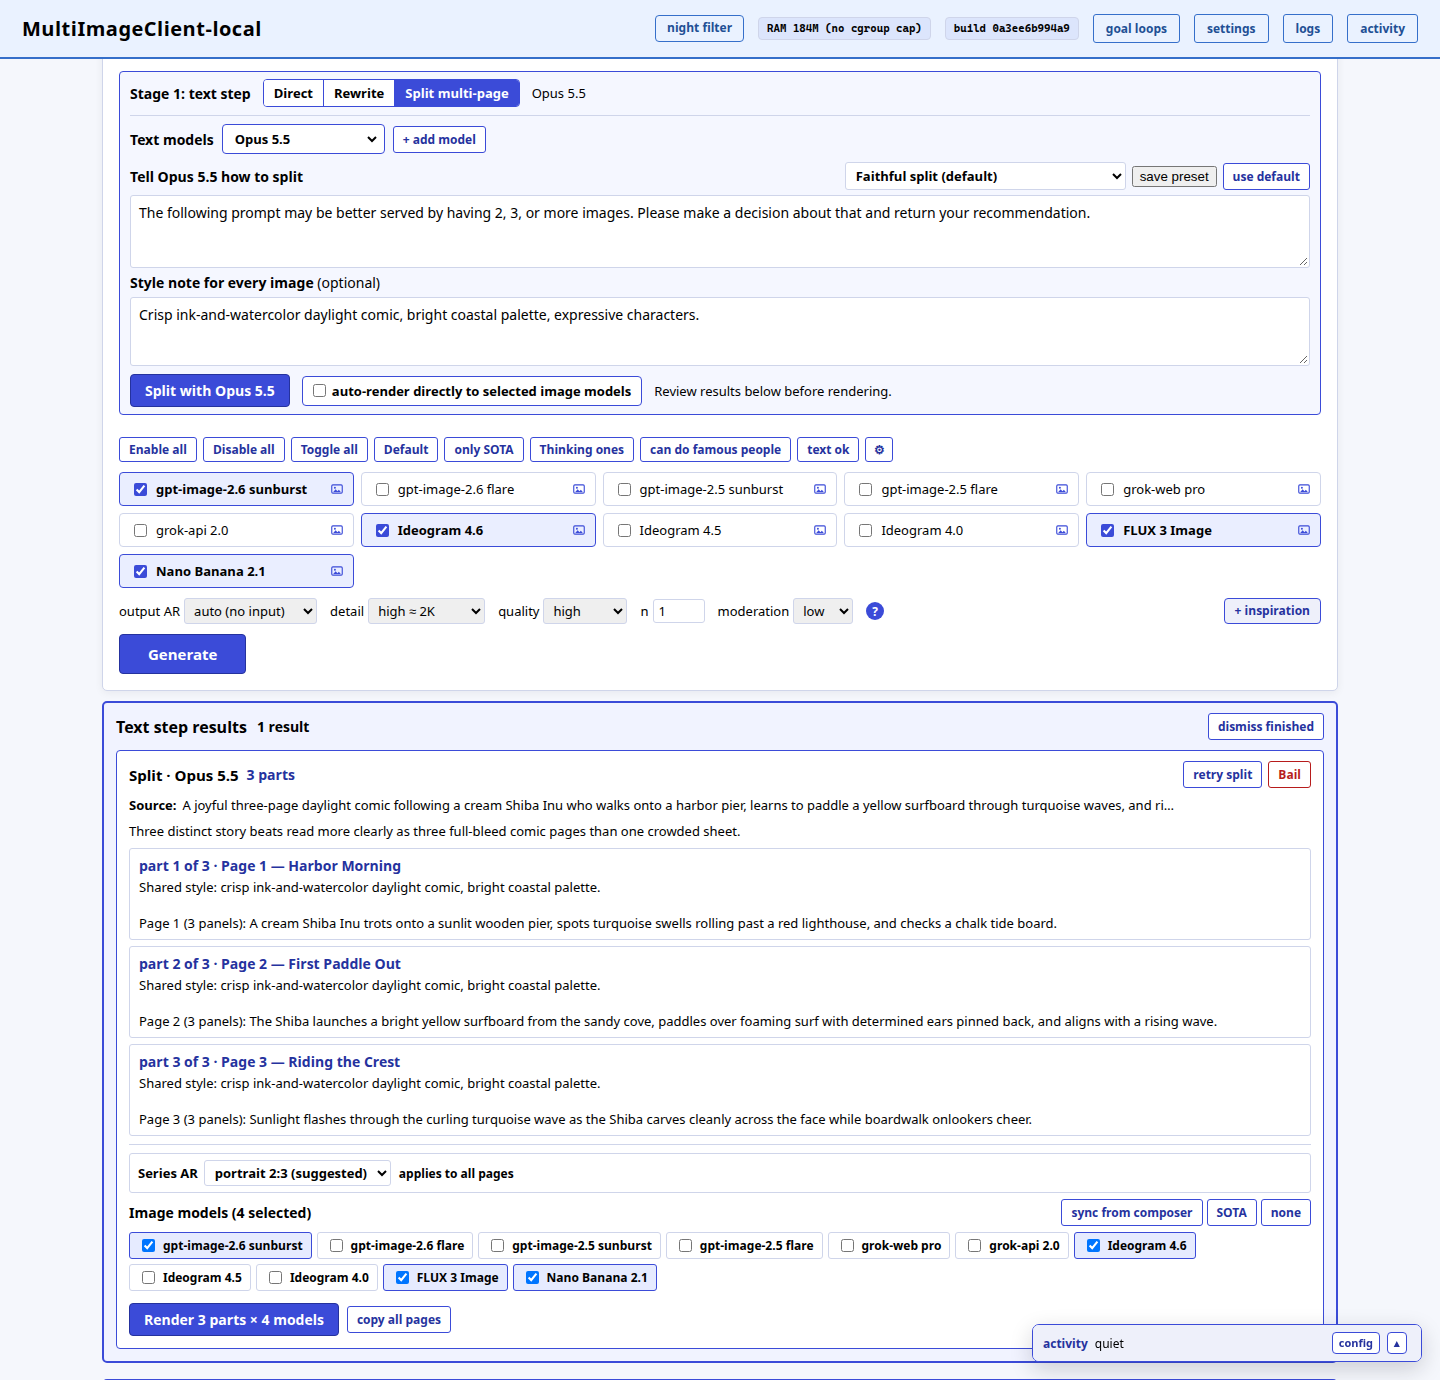 MultiImageClient-local
night filter
RAM 184M (no cgroup cap)
build 0a3ee6b994a9
goal loops
settings
logs
activity
Stage 1: text step
Direct
Rewrite
Split multi-page
Opus 5.5
Text models
Opus 5.5
+ add model
Tell Opus 5.5 how to split
Faithful split (default)
save preset
use default
The following prompt may be better served by having 2, 3, or more images. Please make a decision about that and return your recommendation.
Style note for every image (optional)
Crisp ink-and-watercolor daylight comic, bright coastal palette, expressive characters.
Split with Opus 5.5
auto-render directly to selected image models
Review results below before rendering.
Enable all
Disable all
Toggle all
Default
only SOTA
Thinking ones
can do famous people
text ok
gpt-image-2.6 sunburst
gpt-image-2.6 flare
gpt-image-2.5 sunburst
gpt-image-2.5 flare
grok-web pro
grok-api 2.0
Ideogram 4.6
Ideogram 4.5
Ideogram 4.0
FLUX 3 Image
Nano Banana 2.1
output AR
auto (no input)
detail
high ≈ 2K
quality
high
n
1
moderation
low
?
+ inspiration
Generate
Text step results
1 result
dismiss finished
Split · Opus 5.5
3 parts
retry split
Bail
Source: A joyful three-page daylight comic following a cream Shiba Inu who walks onto a harbor pier, learns to paddle a yellow surfboard through turquoise waves, and ri...
Three distinct story beats read more clearly as three full-bleed comic pages than one crowded sheet.
part 1 of 3 · Page 1 — Harbor Morning
Shared style: crisp ink-and-watercolor daylight comic, bright coastal palette.
Page 1 (3 panels): A cream Shiba Inu trots onto a sunlit wooden pier, spots turquoise swells rolling past a red lighthouse, and checks a chalk tide board.
part 2 of 3 · Page 2 — First Paddle Out
Shared style: crisp ink-and-watercolor daylight comic, bright coastal palette.
Page 2 (3 panels): The Shiba launches a bright yellow surfboard from the sandy cove, paddles over foaming surf with determined ears pinned back, and aligns with a rising wave.
part 3 of 3 · Page 3 — Riding the Crest
Shared style: crisp ink-and-watercolor daylight comic, bright coastal palette.
Page 3 (3 panels): Sunlight flashes through the curling turquoise wave as the Shiba carves cleanly across the face while boardwalk onlookers cheer.
Series AR
portrait 2:3 (suggested)
applies to all pages
Image models (4 selected)
sync from composer
SOTA
none
gpt-image-2.6 sunburst
gpt-image-2.6 flare
gpt-image-2.5 sunburst
gpt-image-2.5 flare
grok-web pro
grok-api 2.0
Ideogram 4.6
Ideogram 4.5
Ideogram 4.0
FLUX 3 Image
Nano Banana 2.1
Render 3 parts × 4 models
copy all pages
activity quiet
config